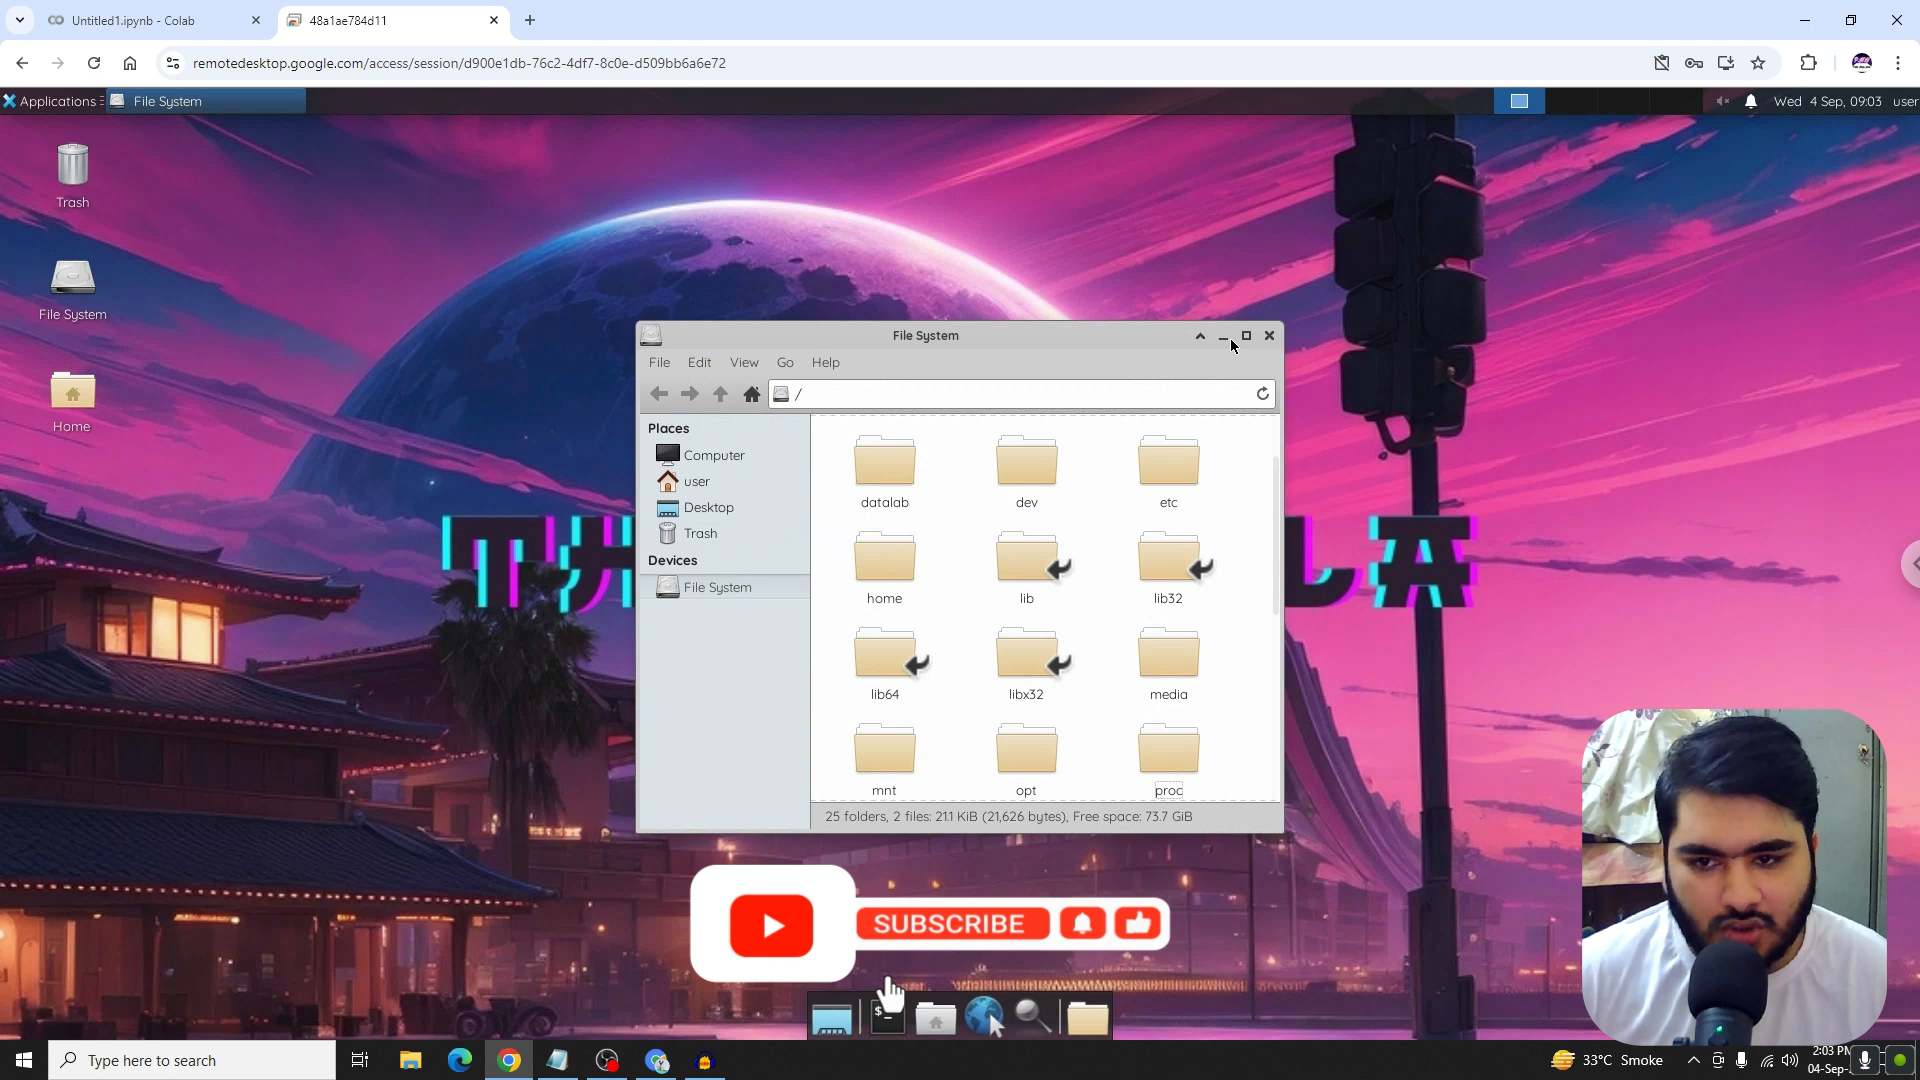 Untitled1.ipynb - Colab
48a1ae784d11
remotedesktop.google.com/access/session/d900e1db-76c2-4df7-8c0e-d509bb6a6e72
Applications
File System
Wed 4 Sep, 09:03 user
Trash
File System
Home
File System
File Edit View Go Help
/
Places
Computer
user
Desktop
Trash
Devices
File System
datalab
dev
etc
home
lib
lib32
lib64
libx32
media
mnt
opt
proc
25 folders, 2 files: 21.1 KiB (21,626 bytes), Free space: 73.7 GiB
SUBSCRIBE
Type here to search
33°C Smoke
2:03 PM
04-Sep-